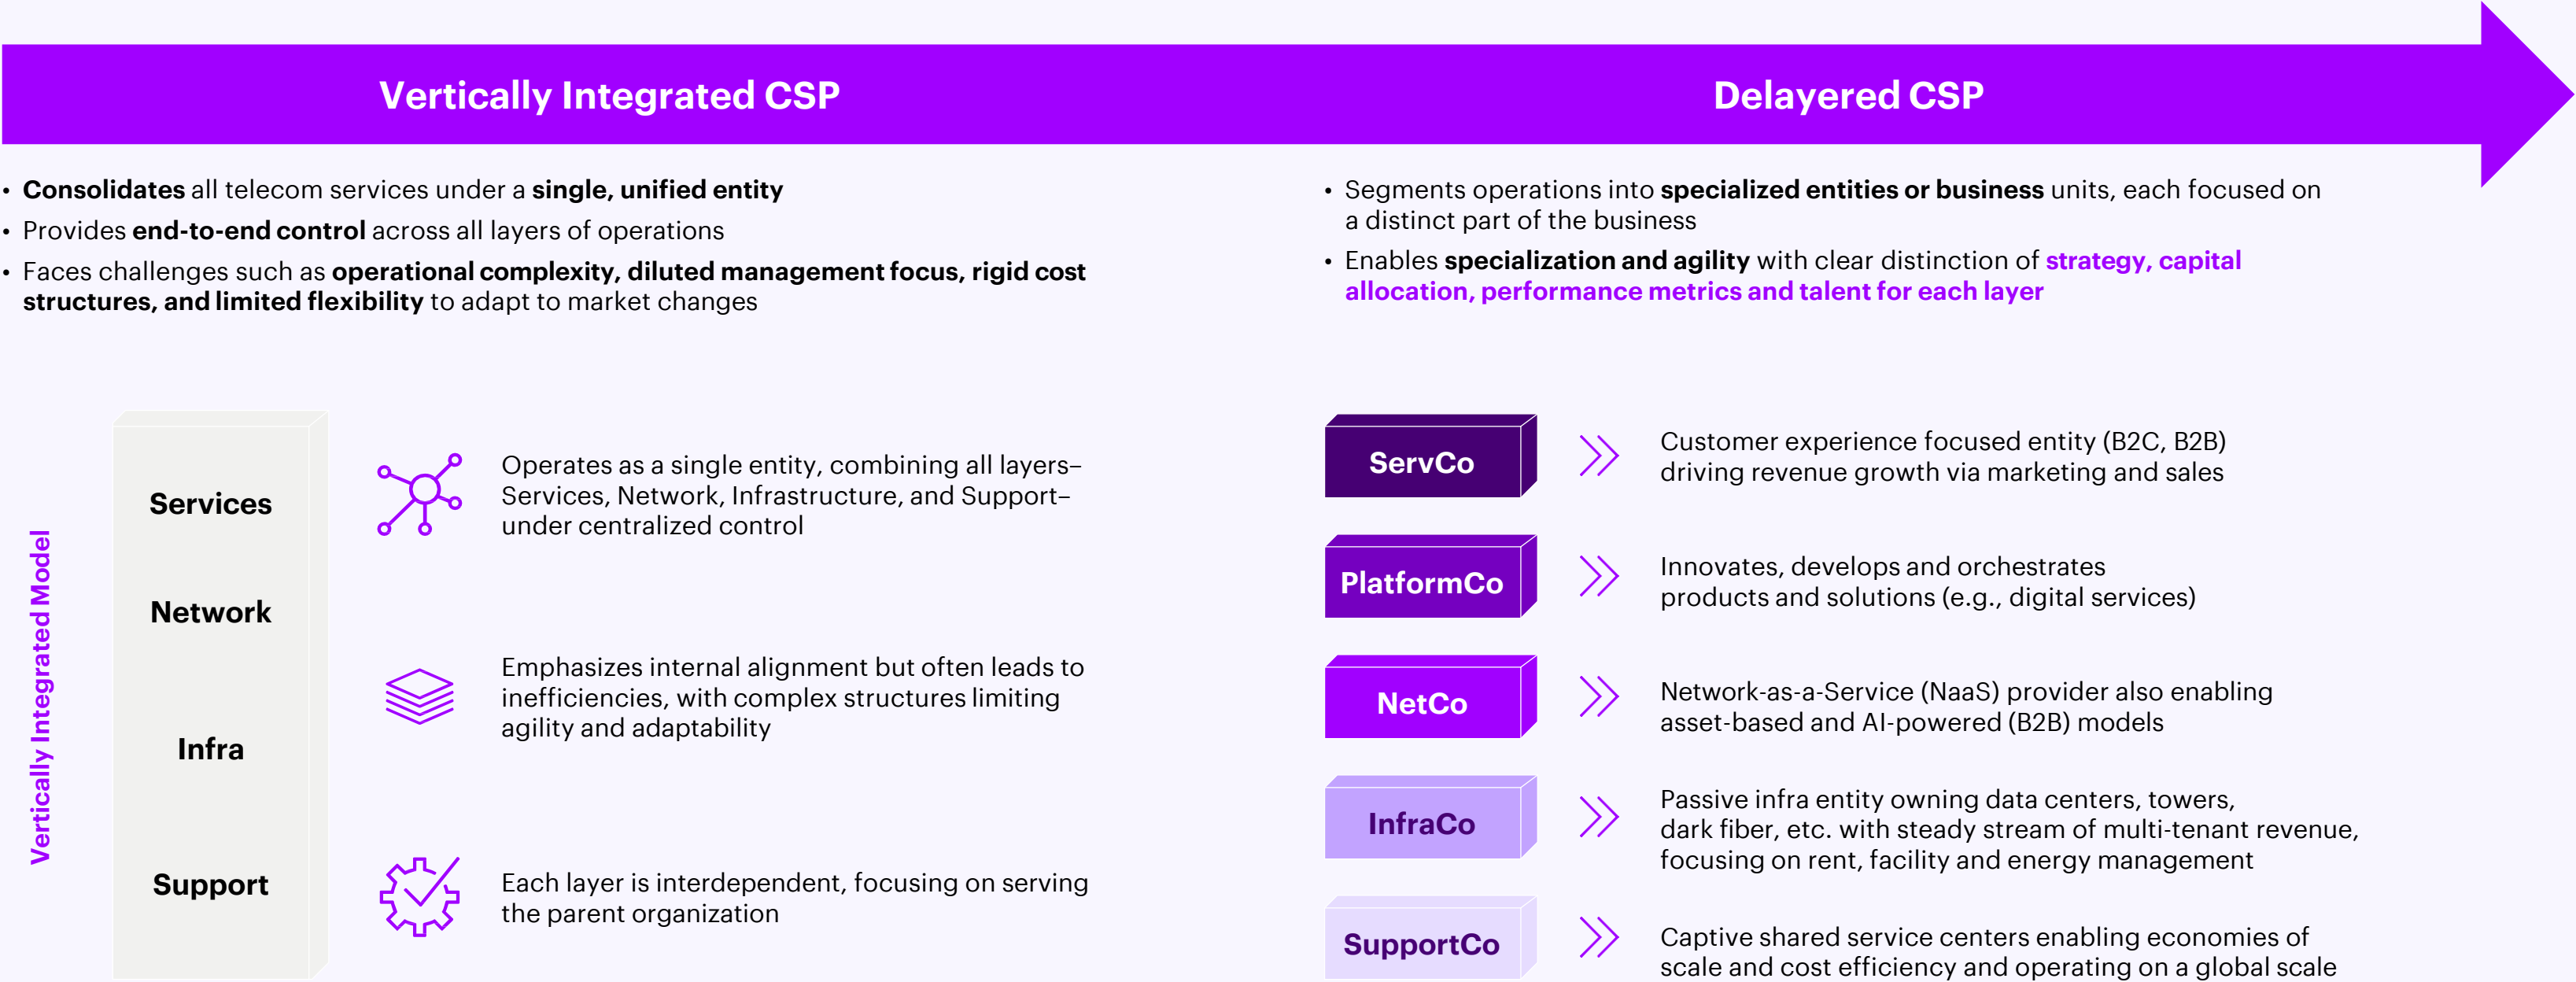 Vertically Integrated CSP
Delayered CSP
• Consolidates all telecom services under a single, unified entity
• Provides end-to-end control across all layers of operations
• Faces challenges such as operational complexity, diluted management focus, rigid cost
structures, and limited flexibility to adapt to market changes
• Segments operations into specialized entities or business units, each focused on
a distinct part of the business
• Enables specialization and agility with clear distinction of strategy, capital
allocation, performance metrics and talent for each layer
Vertically Integrated Model
Services
Network
Infra
Support
Operates as a single entity, combining all layers–
Services, Network, Infrastructure, and Support–
under centralized control
Emphasizes internal alignment but often leads to
inefficiencies, with complex structures limiting
agility and adaptability
Each layer is interdependent, focusing on serving
the parent organization
ServCo
Customer experience focused entity (B2C, B2B)
driving revenue growth via marketing and sales
PlatformCo
Innovates, develops and orchestrates
products and solutions (e.g., digital services)
NetCo
Network-as-a-Service (NaaS) provider also enabling
asset-based and AI-powered (B2B) models
InfraCo
Passive infra entity owning data centers, towers,
dark fiber, etc. with steady stream of multi-tenant revenue,
focusing on rent, facility and energy management
SupportCo
Captive shared service centers enabling economies of
scale and cost efficiency and operating on a global scale